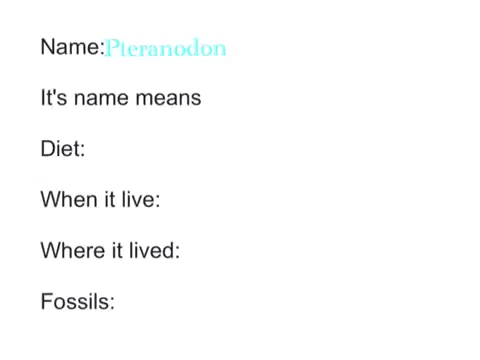 Name:Pteranodon
It's name means
Diet:
When it live:
Where it lived:
Fossils: